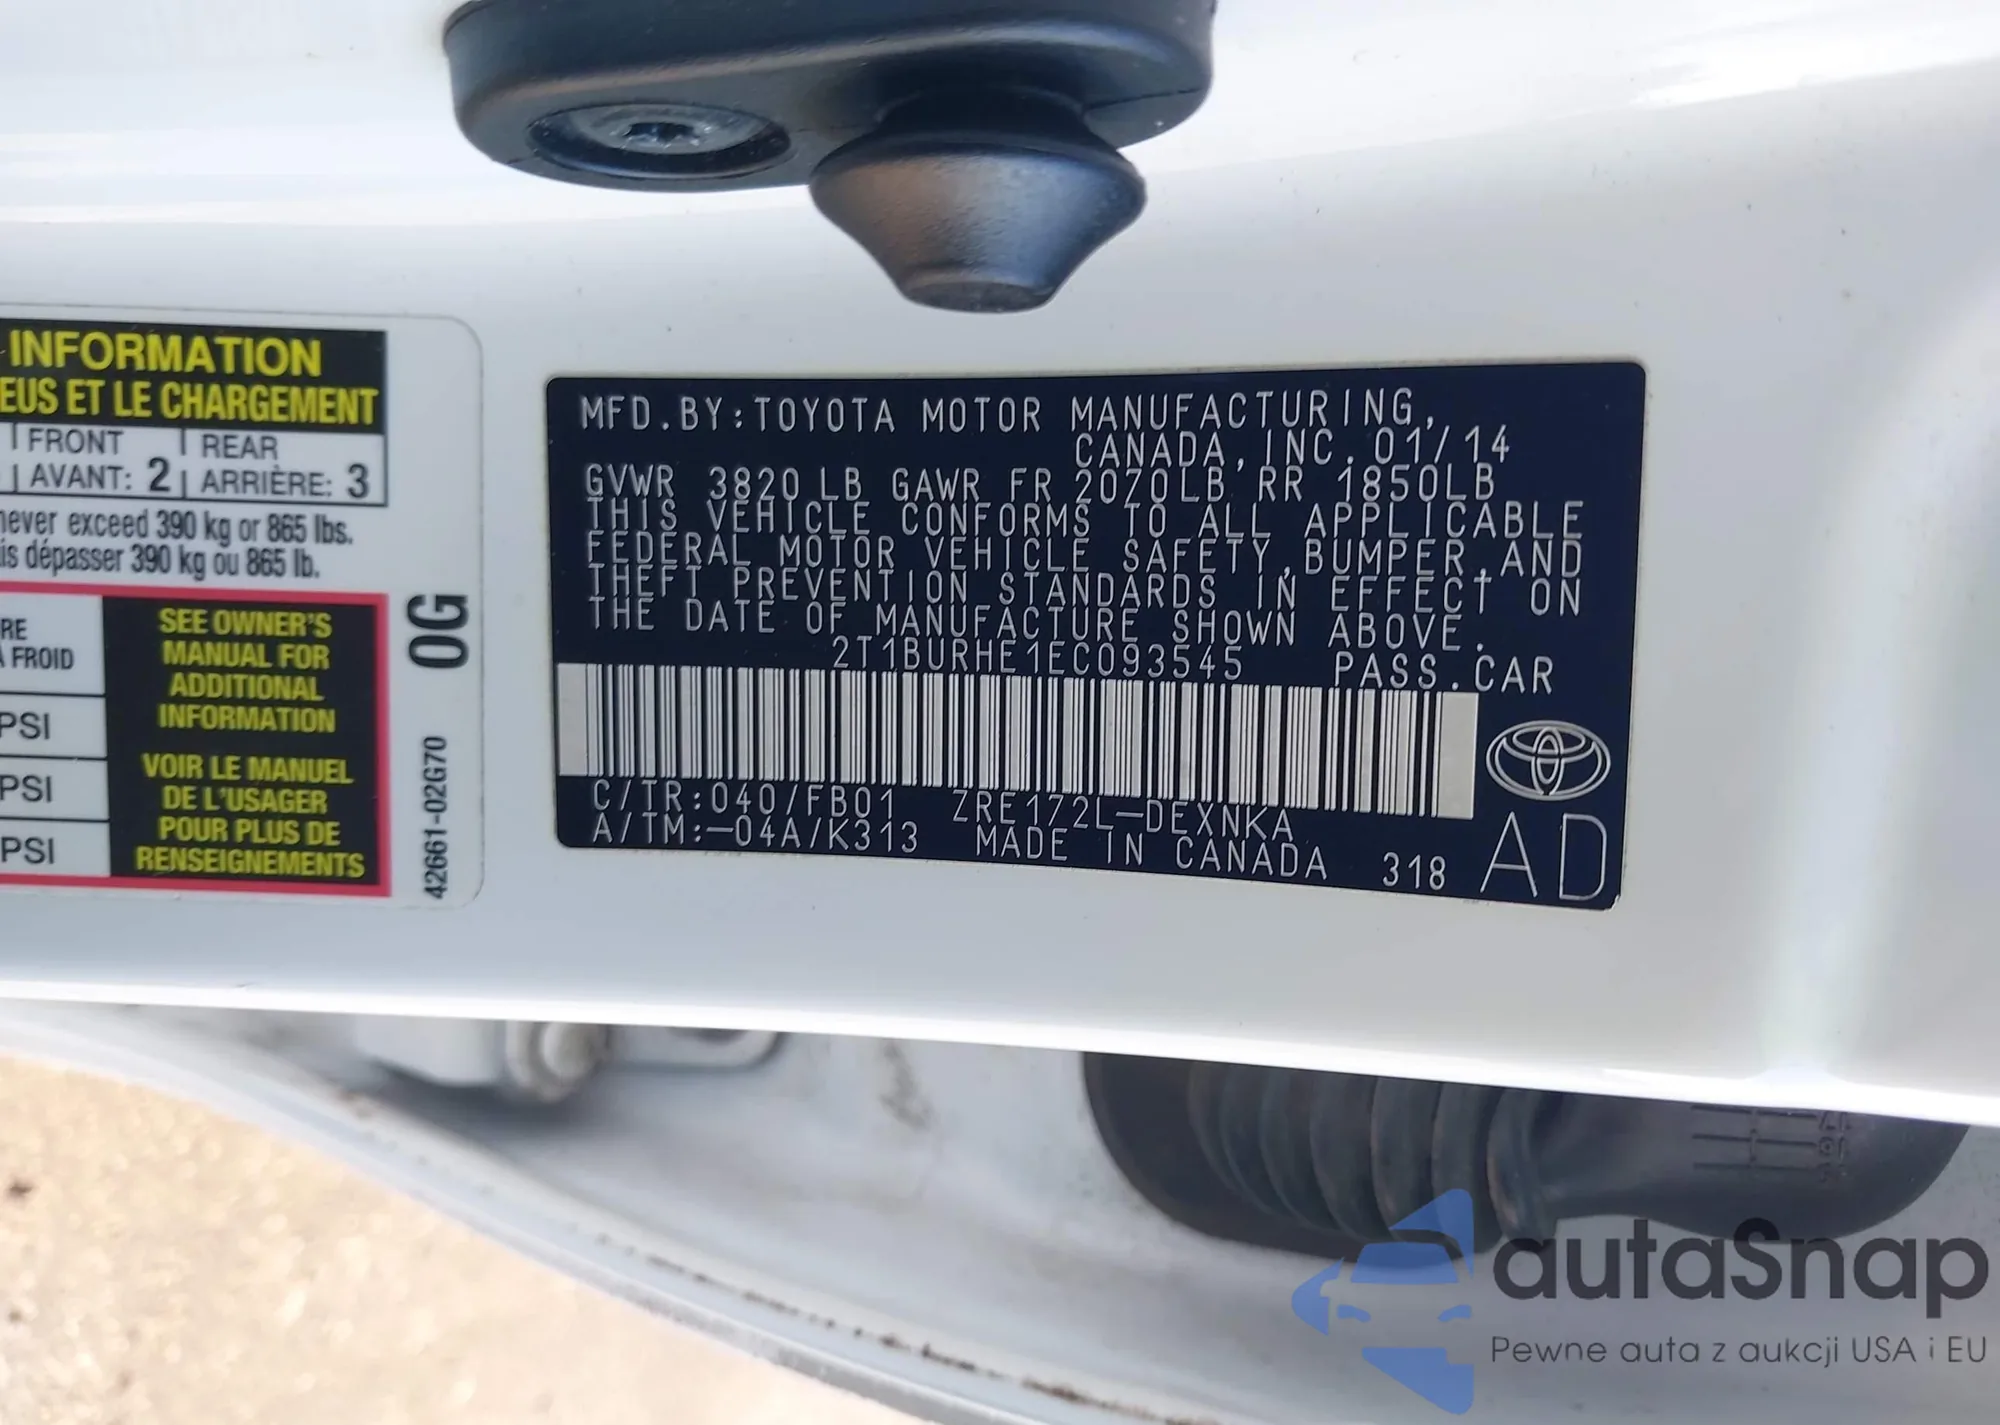 INFORMATION
EUS ET LE CHARGEMENT
FRONT REAR
AVANT: 2 ARRIÈRE: 3
never exceed 390 kg or 865 lbs.
is dépasser 390 kg ou 865 lb.
RE
À FROID
PSI
PSI
PSI
SEE OWNER'S
MANUAL FOR
ADDITIONAL
INFORMATION
VOIR LE MANUEL
DE L'USAGER
POUR PLUS DE
RENSEIGNEMENTS
0G
42661-02G70
MFD.BY:TOYOTA MOTOR MANUFACTURING,
CANADA,INC.01/14
GVWR 3820 LB GAWR FR 2070LB RR 1850LB
THIS VEHICLE CONFORMS TO ALL APPLICABLE
FEDERAL MOTOR VEHICLE SAFETY,BUMPER,AND
THEFT PREVENTION STANDARDS IN EFFECT ON
THE DATE OF MANUFACTURE SHOWN ABOVE.
2T1BURHE1EC093545 PASS.CAR
C/TR:040/FB01 ZRE172L-DEXNKA
A/TM:-04A/K313 MADE IN CANADA 318 AD
autaSnap
Pewne auta z aukcji USA i EU